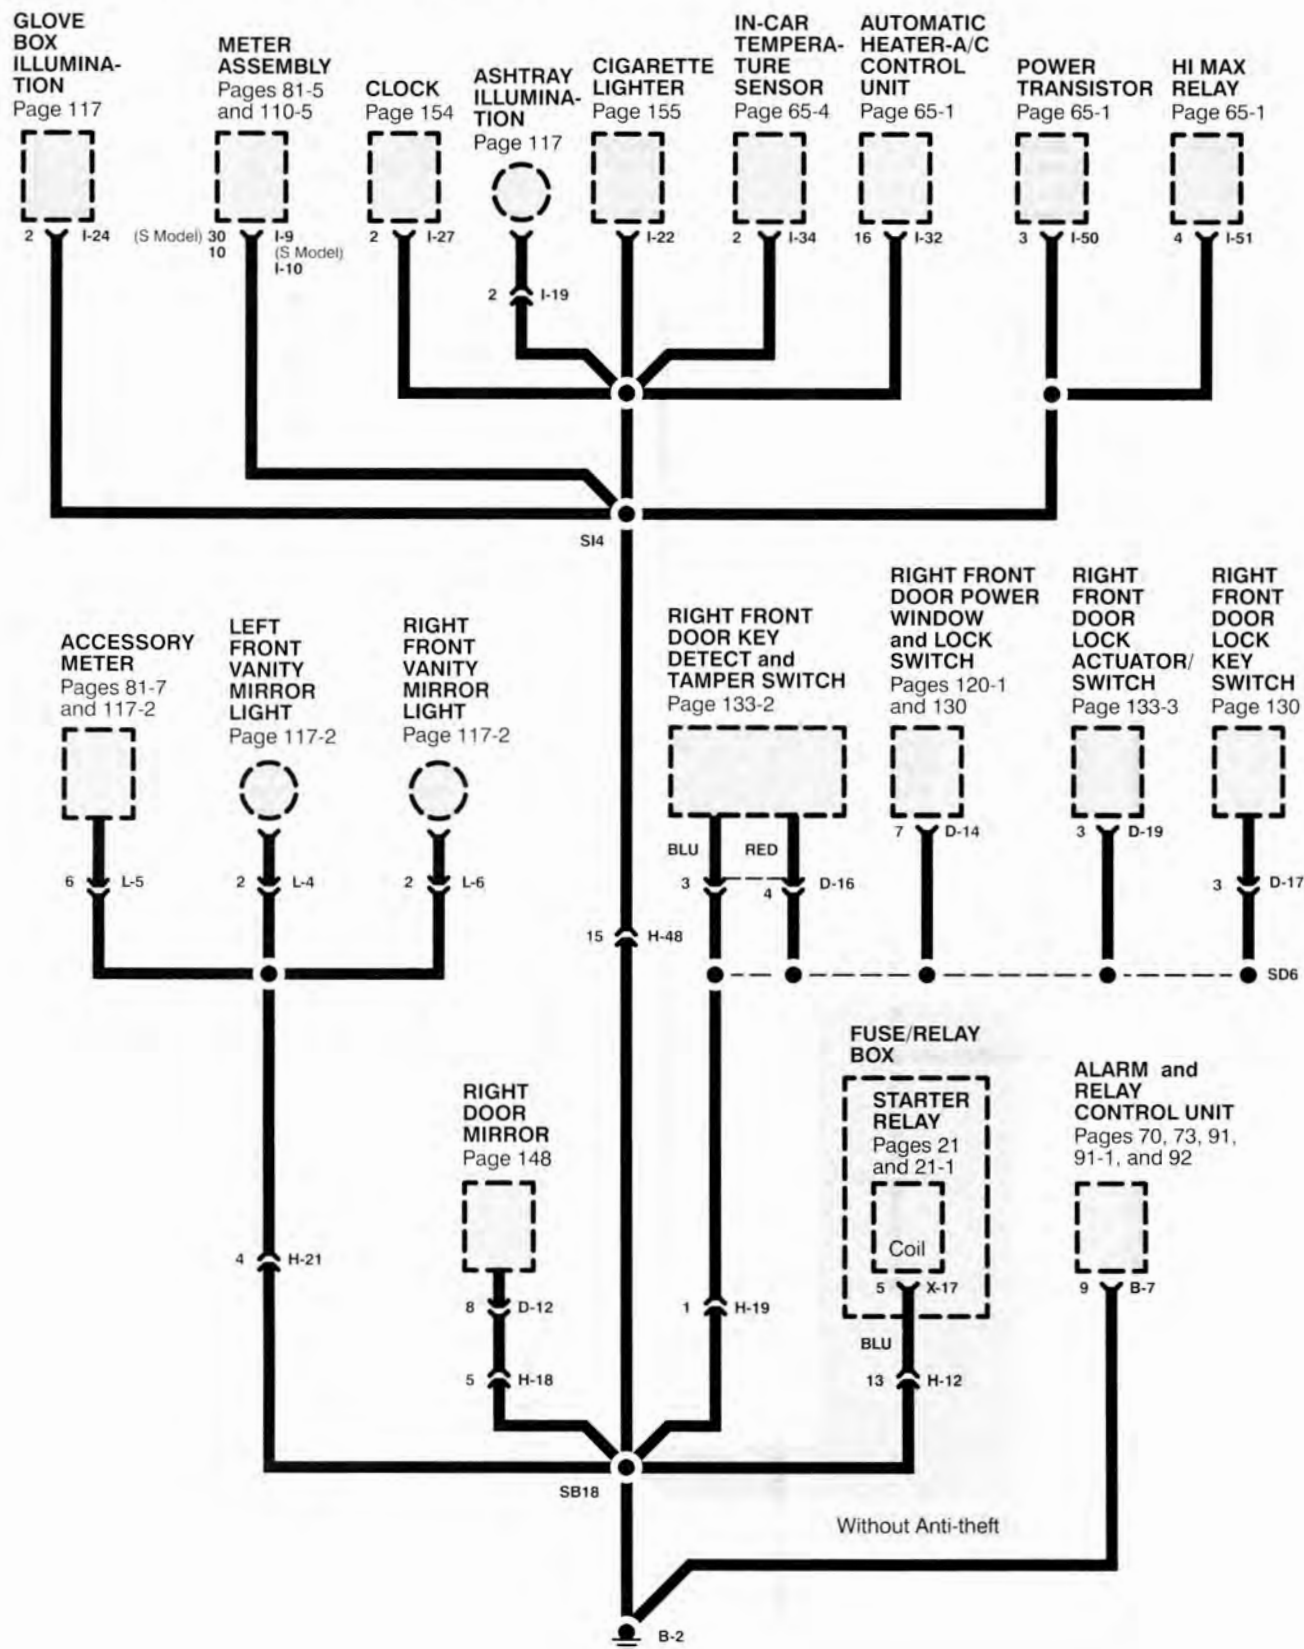 GLOVE
BOX
ILLUMINA-
TION
Page 117
METER
ASSEMBLY
Pages 81-5
and 110-5
CLOCK
Page 154
ASHTRAY
ILLUMINA-
TION
Page 117
CIGARETTE
LIGHTER
Page 155
IN-CAR
TEMPERA-
TURE
SENSOR
Page 65-4
AUTOMATIC
HEATER-A/C
CONTROL
UNIT
Page 65-1
POWER
TRANSISTOR
Page 65-1
HI MAX
RELAY
Page 65-1
2 I-24
(S Model) 30 I-9
10 (S Model)
I-10
2 I-27
2 I-19
I-22
2 I-34
16 I-32
3 I-50
4 I-51
SI4
ACCESSORY
METER
Pages 81-7
and 117-2
LEFT
FRONT
VANITY
MIRROR
LIGHT
Page 117-2
RIGHT
FRONT
VANITY
MIRROR
LIGHT
Page 117-2
RIGHT FRONT
DOOR KEY
DETECT and
TAMPER SWITCH
Page 133-2
RIGHT FRONT
DOOR POWER
WINDOW
and LOCK
SWITCH
Pages 120-1
and 130
RIGHT
FRONT
DOOR
LOCK
ACTUATOR/
SWITCH
Page 133-3
RIGHT
FRONT
DOOR
LOCK
KEY
SWITCH
Page 130
7 D-14
3 D-19
BLU RED
6 L-5
2 L-4
2 L-6
3 4 D-16
3 D-17
15 H-48
SD6
FUSE/RELAY
BOX
STARTER
RELAY
Pages 21
and 21-1
Coil
5 X-17
BLU
13 H-12
ALARM and
RELAY
CONTROL UNIT
Pages 70, 73, 91,
91-1, and 92
9 B-7
RIGHT
DOOR
MIRROR
Page 148
4 H-21
8 D-12
5 H-18
1 H-19
SB18
Without Anti-theft
B-2